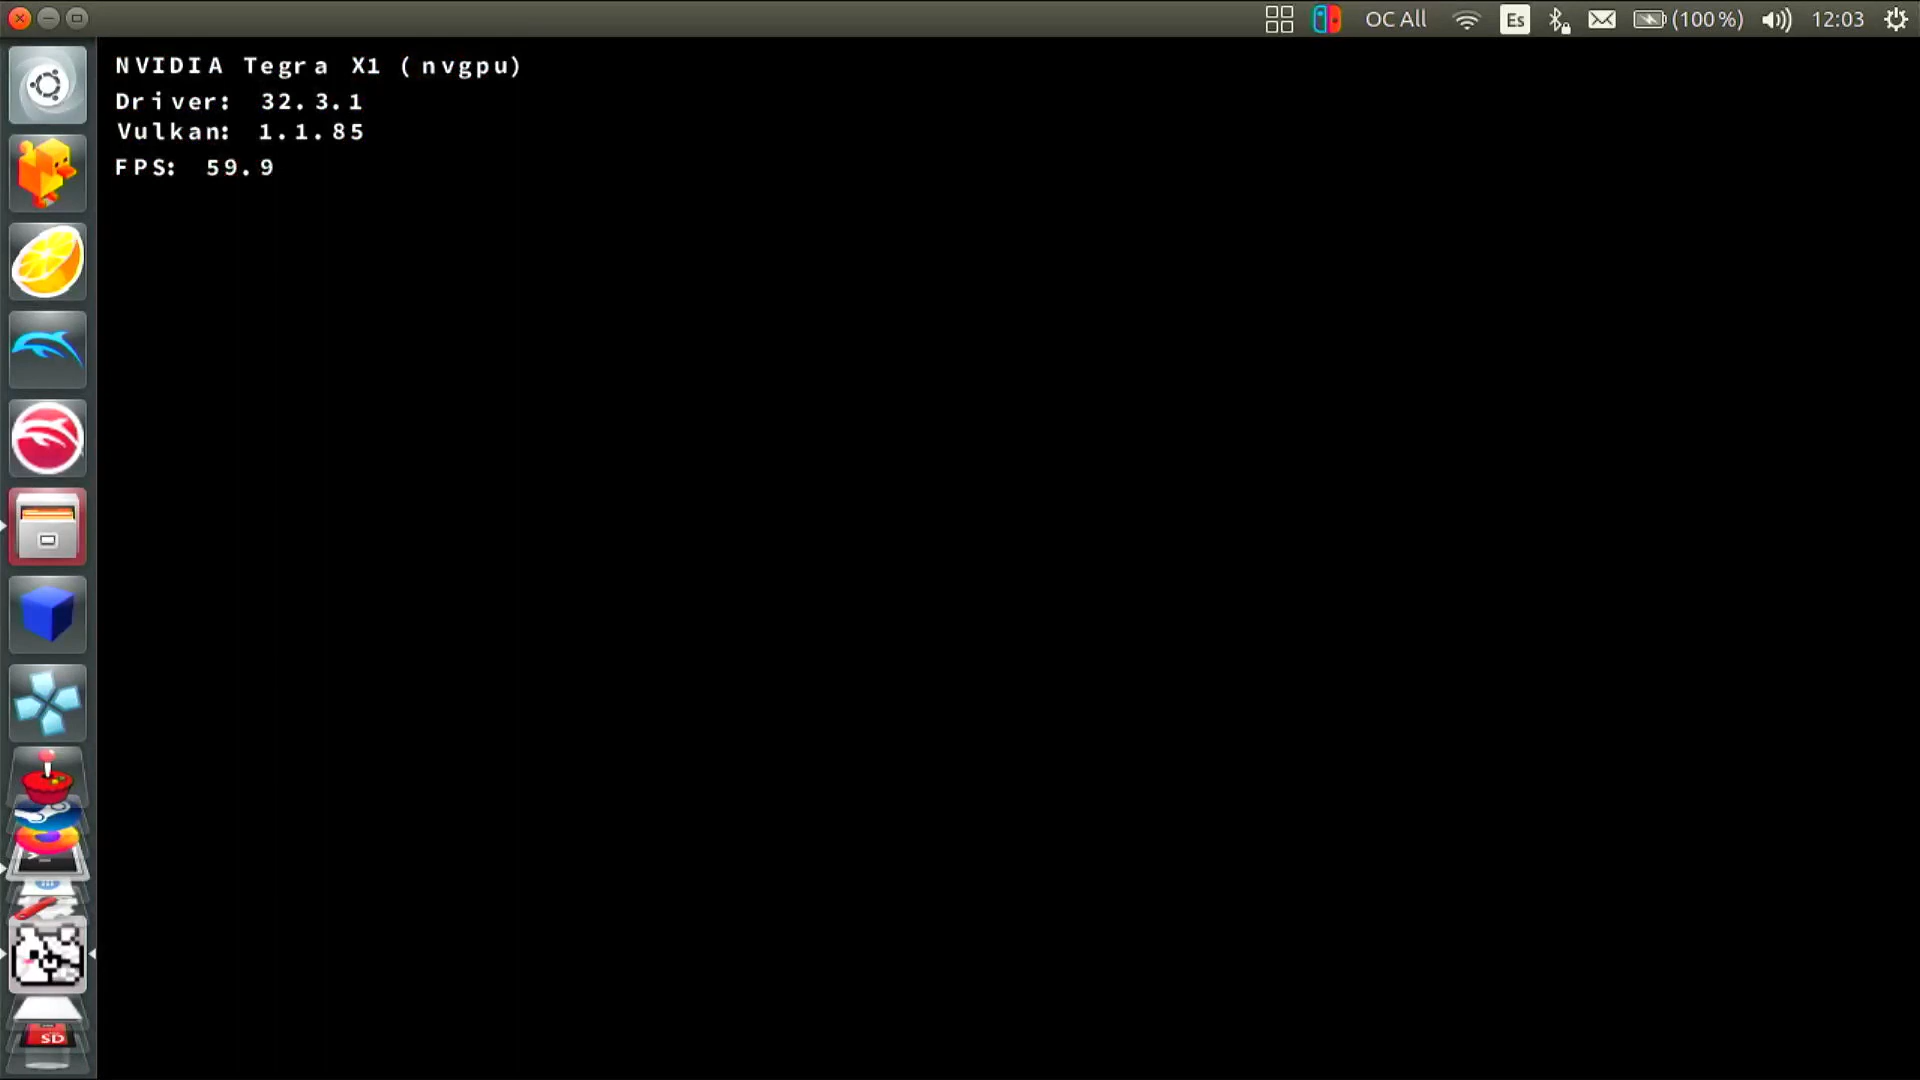 OC All Es (100%) 12:03
NVIDIA Tegra X1 (nvgpu)
Driver: 32.3.1
Vulkan: 1.1.85
FPS: 59.9
SD